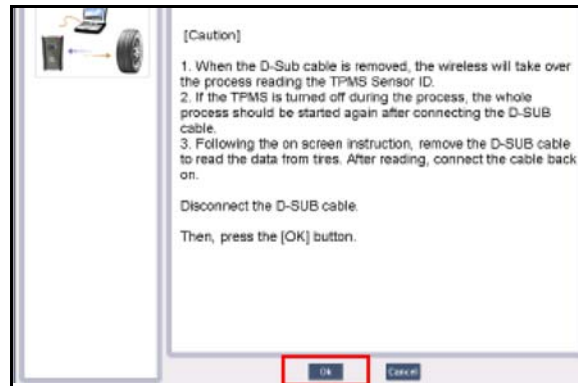 [Caution]
1. When the D-Sub cable is removed, the wireless will take over
the process reading the TPMS Sensor ID.
2. If the TPMS is turned off during the process, the whole
process should be started again after connecting the D-SUB
cable.
3. Following the on screen instruction, remove the D-SUB cable
to read the data from tires. After reading, connect the cable back
on.
Disconnect the D-SUB cable.
Then, press the [OK] button.
Ok
Cancel